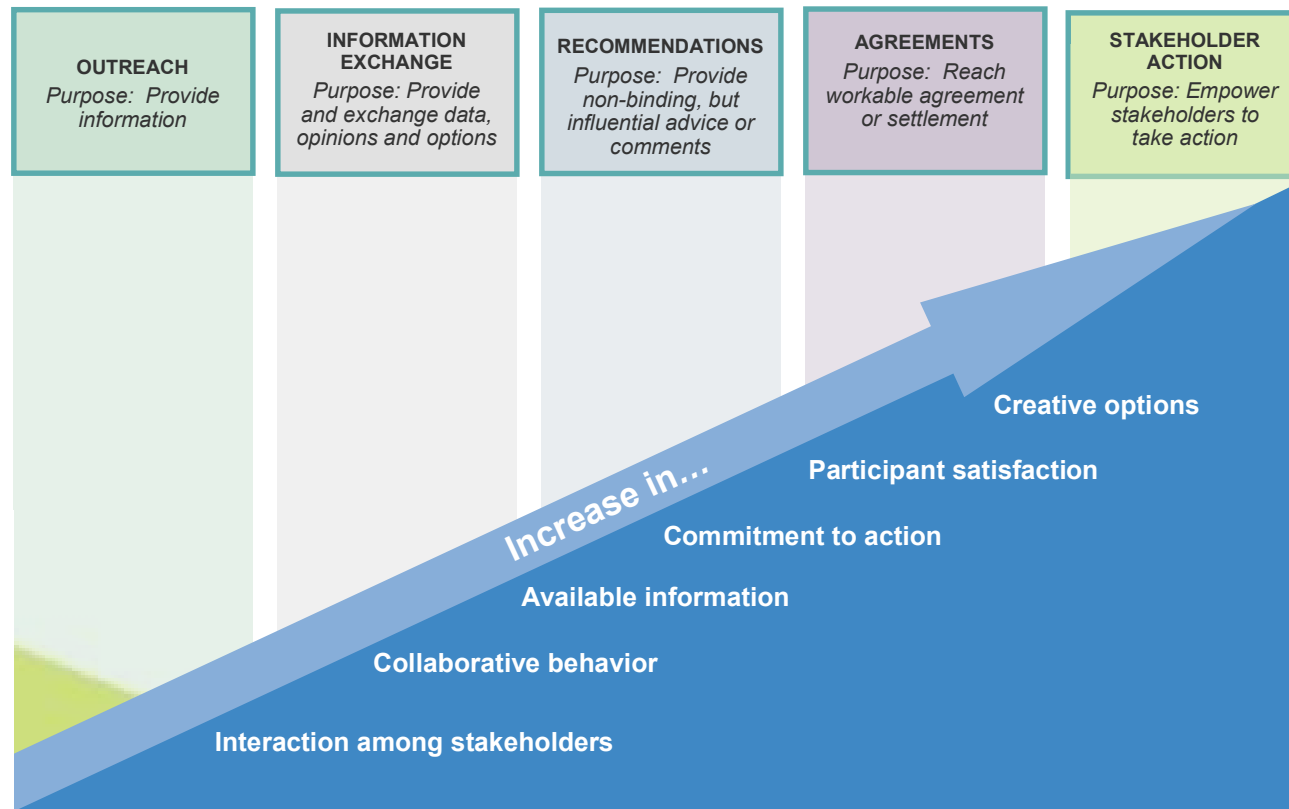 OUTREACH
Purpose: Provide
information
INFORMATION
EXCHANGE
Purpose: Provide
and exchange data,
opinions and options
RECOMMENDATIONS
Purpose: Provide
non-binding, but
influential advice or
comments
AGREEMENTS
Purpose: Reach
workable agreement
or settlement
STAKEHOLDER
ACTION
Purpose: Empower
stakeholders to
take action
Increase in…
Creative options
Participant satisfaction
Commitment to action
Available information
Collaborative behavior
Interaction among stakeholders